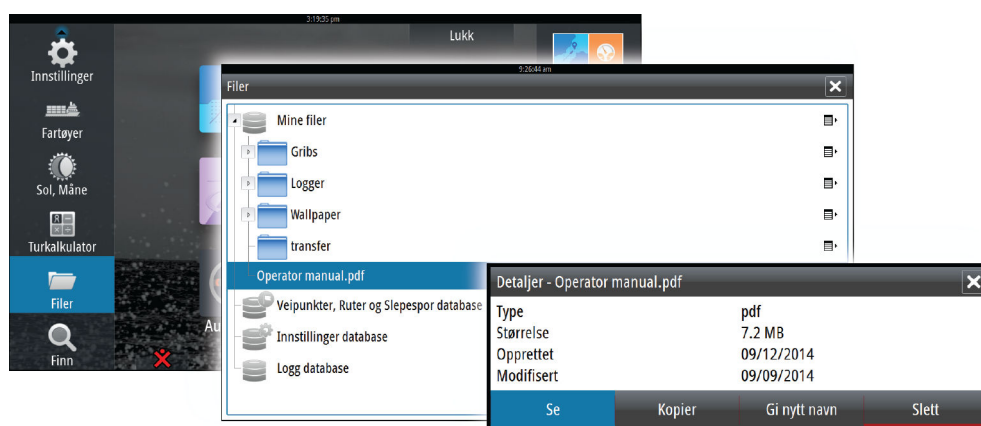 3:19:35 pm
Lukk
Innstillinger
Fartøyer
Sol, Måne
Turkalkulator
Filer
Au
Finn
9:26:44 am
Filer
Mine filer
Gribs
Logger
Wallpaper
transfer
Operator manual.pdf
Veipunkter, Ruter og Slepespor database
Innstillinger database
Logg database
Detaljer - Operator manual.pdf
Type pdf
Størrelse 7.2 MB
Opprettet 09/12/2014
Modifisert 09/09/2014
Se Kopier Gi nytt navn Slett